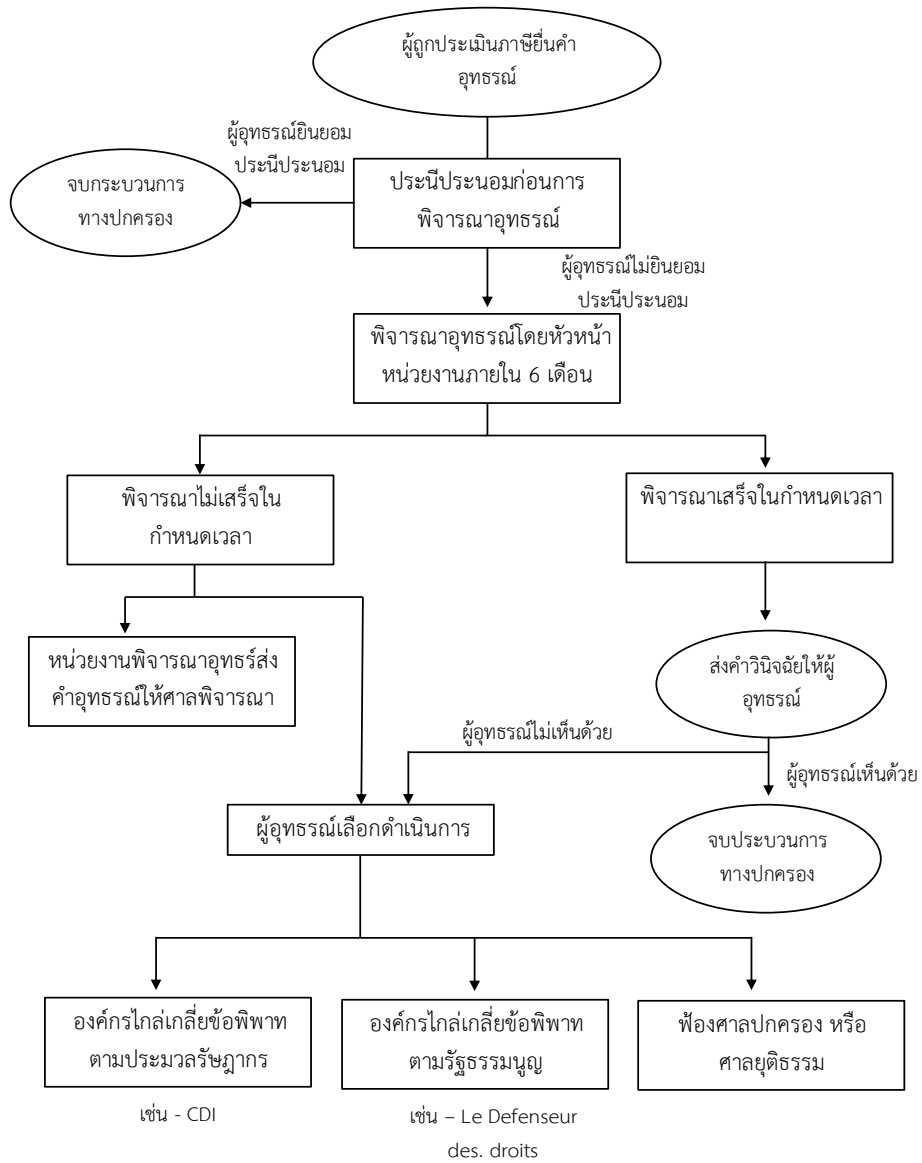 ผู้ถูกประเมินภาษียื่นคำ
อุทธรณ์
ผู้อุทธรณ์ยินยอม
ประนีประนอม
จบกระบวนการ
ทางปกครอง
ประนีประนอมก่อนการ
พิจารณาอุทธรณ์
ผู้อุทธรณ์ไม่ยินยอม
ประนีประนอม
พิจารณาอุทธรณ์โดยหัวหน้า
หน่วยงานภายใน 6 เดือน
พิจารณาไม่เสร็จใน
กำหนดเวลา
พิจารณาเสร็จในกำหนดเวลา
หน่วยงานพิจารณาอุทธร์ส่ง
คำอุทธรณ์ให้ศาลพิจารณา
ส่งคำวินิจฉัยให้ผู้
อุทธรณ์
ผู้อุทธรณ์ไม่เห็นด้วย
ผู้อุทธรณ์เห็นด้วย
ผู้อุทธรณ์เลือกดำเนินการ
จบประบวนการ
ทางปกครอง
องค์กรไกล่เกลี่ยข้อพิพาท
ตามประมวลรัษฎากร
เช่น - CDI
องค์กรไกล่เกลี่ยข้อพิพาท
ตามรัฐธรรมนูญ
เช่น – Le Defenseur
des. droits
ฟ้องศาลปกครอง หรือ
ศาลยุติธรรม